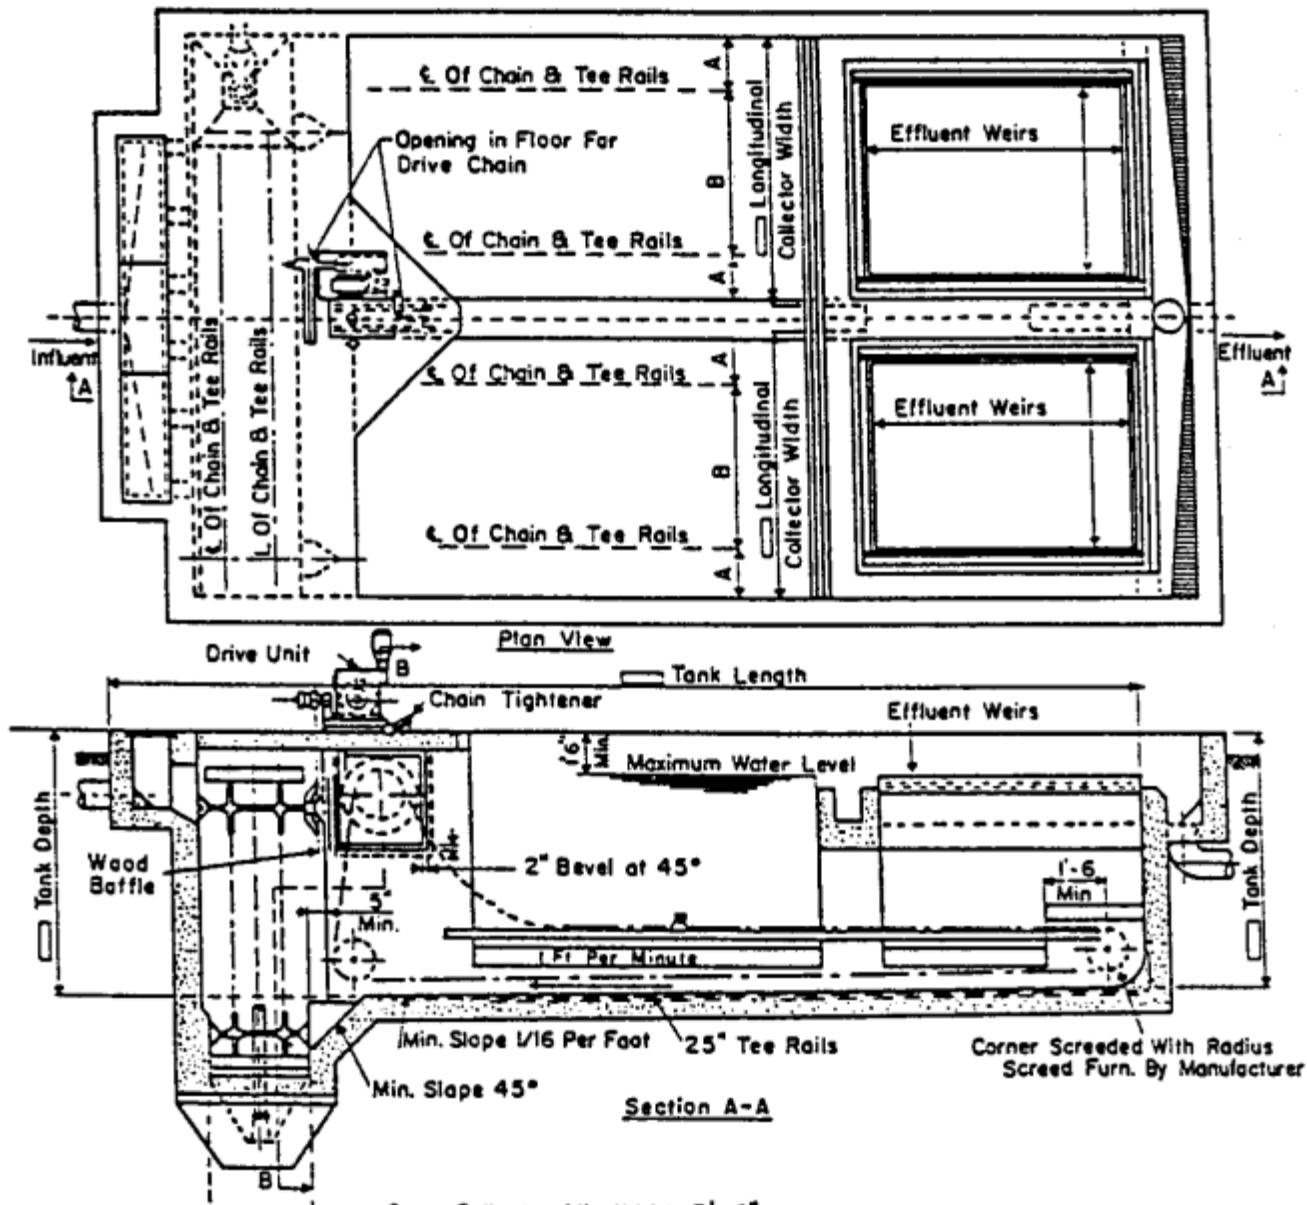 ℄ Of Chain & Tee Rails
A
Longitudinal
Collector Width
Effluent Weirs
Opening in Floor For
Drive Chain
B
℄ Of Chain & Tee Rails
A
℄ Of Chain & Tee Rails
L Of Chain & Tee Rails
Influent
A
Effluent
A
℄ Of Chain & Tee Rails
A
Longitudinal
Collector Width
Effluent Weirs
B
℄ Of Chain & Tee Rails
A
Plan View
Drive Unit
B
Tank Length
Chain Tightener
Effluent Weirs
1'6"
Min.
Maximum Water Level
Tank Depth
Wood
Baffle
2" Bevel at 45°
1'-6
Min
Tank Depth
5"
Min.
1 Ft Per Minute
Min. Slope 1/16 Per Foot
25" Tee Rails
Corner Screeded With Radius
Screed Furn. By Manufacturer
Min. Slape 45°
Section A-A
B